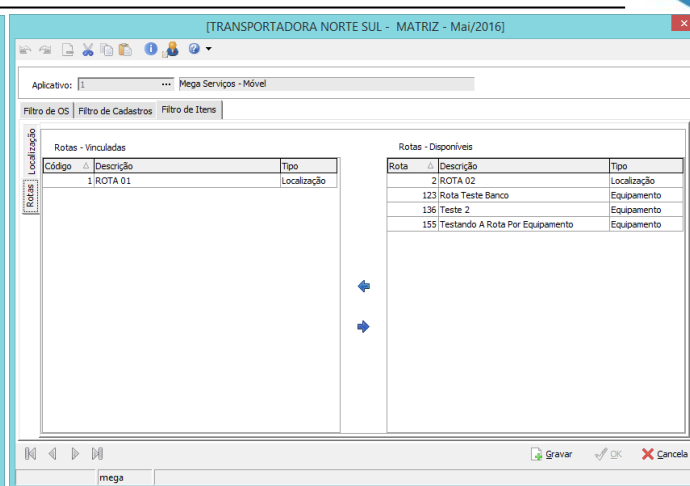 [TRANSPORTADORA NORTE SUL - MATRIZ - Mai/2016]
Aplicativo: 1 ... Mega Serviços - Móvel
Filtro de OS Filtro de Cadastros Filtro de Itens
Localização
Rotas
Rotas - Vinculadas
Código Descrição Tipo
1 ROTA 01 Localização
Rotas - Disponíveis
Rota Descrição Tipo
2 ROTA 02 Localização
123 Rota Teste Banco Equipamento
136 Teste 2 Equipamento
155 Testando A Rota Por Equipamento Equipamento
Gravar OK Cancela
mega